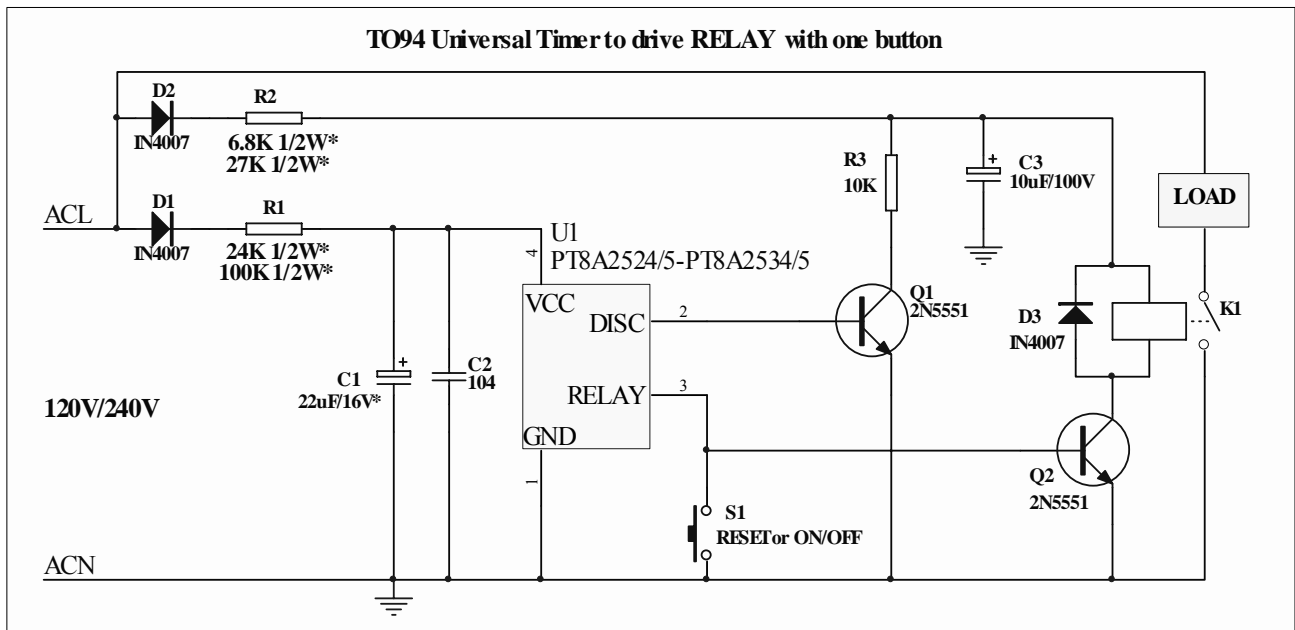 TO94 Universal Timer to drive RELAY with one button
D2
IN4007
R2
6.8K 1/2W*
27K 1/2W*
R3
10K
C3
10uF/100V
+
LOAD
ACL
D1
IN4007
R1
24K 1/2W*
100K 1/2W*
4
U1
PT8A2524/5-PT8A2534/5
VCC
DISC
2
Q1
2N5551
D3
IN4007
K1
+
C1
22uF/16V*
C2
104
RELAY
3
120V/240V
GND
1
Q2
2N5551
S1
RESET or ON/OFF
ACN